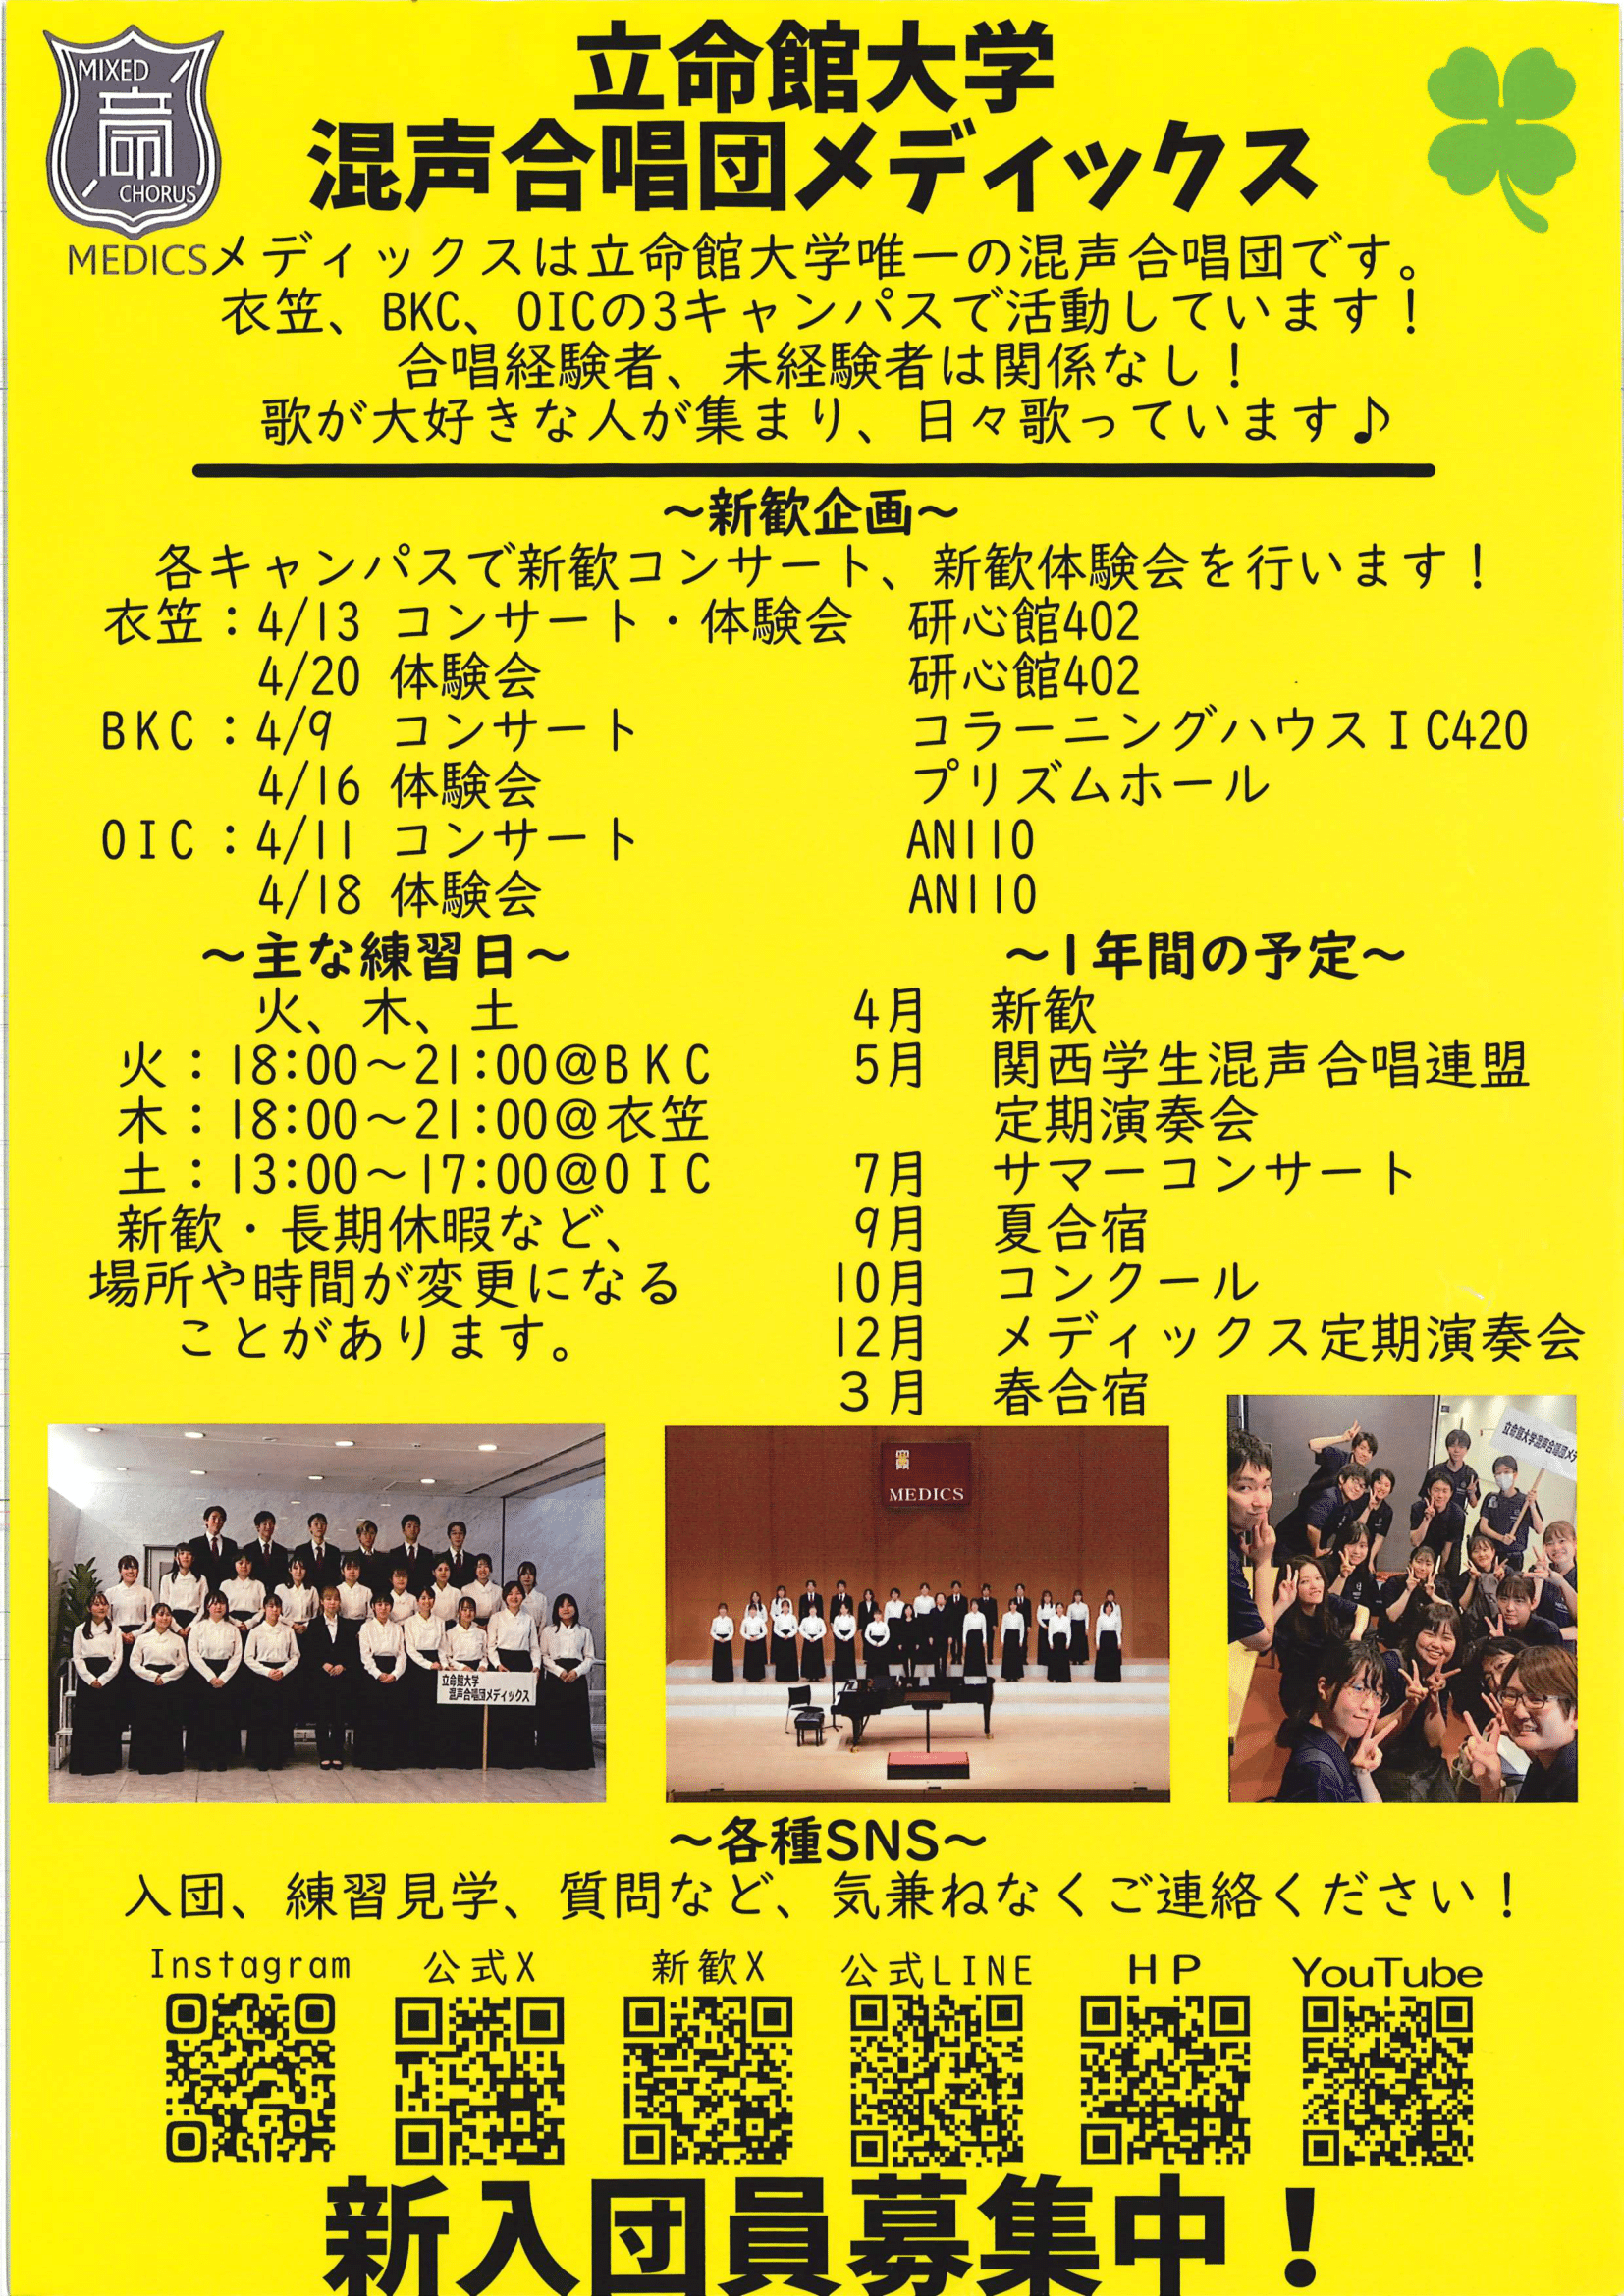 MIXED
CHORUS
MEDICS
立命館大学
混声合唱団メディックス
メディックスは立命館大学唯一の混声合唱団です。
衣笠、BKC、OICの3キャンパスで活動しています！
合唱経験者、未経験者は関係なし！
歌が大好きな人が集まり、日々歌っています♪
～新歓企画～
各キャンパスで新歓コンサート、新歓体験会を行います！
衣笠：4/13 コンサート・体験会 研心館402
4/20 体験会 研心館402
BKC：4/9 コンサート コラーニングハウスⅠC420
4/16 体験会 プリズムホール
OIC：4/11 コンサート AN110
4/18 体験会 AN110
～主な練習日～
火、木、土
火：18:00～21:00@BKC
木：18:00～21:00@衣笠
土：13:00～17:00@OIC
新歓・長期休暇など、
場所や時間が変更になる
ことがあります。
～1年間の予定～
4月 新歓
5月 関西学生混声合唱連盟
定期演奏会
7月 サマーコンサート
9月 夏合宿
10月 コンクール
12月 メディックス定期演奏会
3月 春合宿
立命館大学
混声合唱団メディックス
MEDICS
立命館大学混声合唱団メデ
～各種SNS～
入団、練習見学、質問など、気兼ねなくご連絡ください！
Instagram 公式X 新歓X 公式LINE HP YouTube
新入団員募集中！